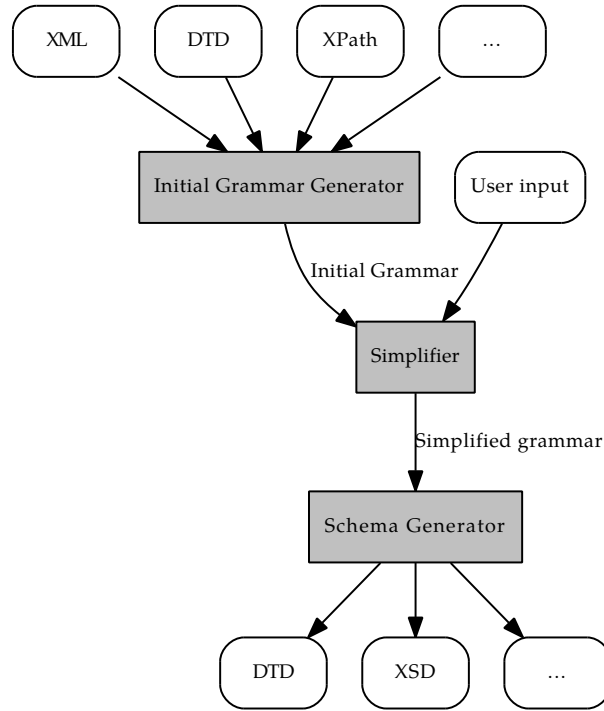 XML
DTD
XPath
...
Initial Grammar Generator
User input
Initial Grammar
Simplifier
Simplified grammar
Schema Generator
DTD
XSD
...